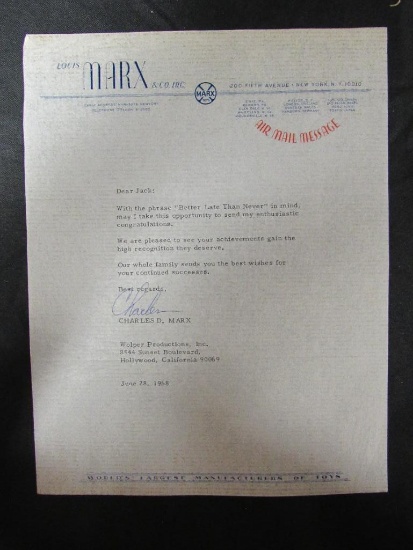 LOUIS MARX & CO. INC.
MARX
200 FIFTH AVENUE · NEW YORK, N.Y. 10010
AIR MAIL MESSAGE
Dear Jack:
With the phrase "Better Late Than Never" in mind,
may I take this opportunity to send my enthusiastic
congratulations.
We are pleased to see your achievements gain the
high recognition they deserve.
Our whole family sends you the best wishes for
your continued successes.
Best regards,
Charles
CHARLES D. MARX
Wolper Productions, Inc.
Sunset Boulevard,
Hollywood, California 90069
June 28, 1968
WORLD'S LARGEST MANUFACTURERS OF TOYS